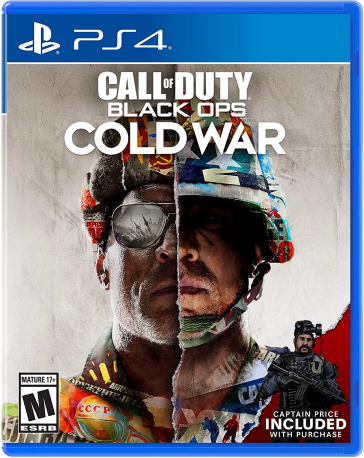 PS4
CALL OF DUTY
BLACK OPS
COLD WAR
CCCP
MATURE 17+
M
ESRB
CAPTAIN PRICE
INCLUDED
WITH PURCHASE